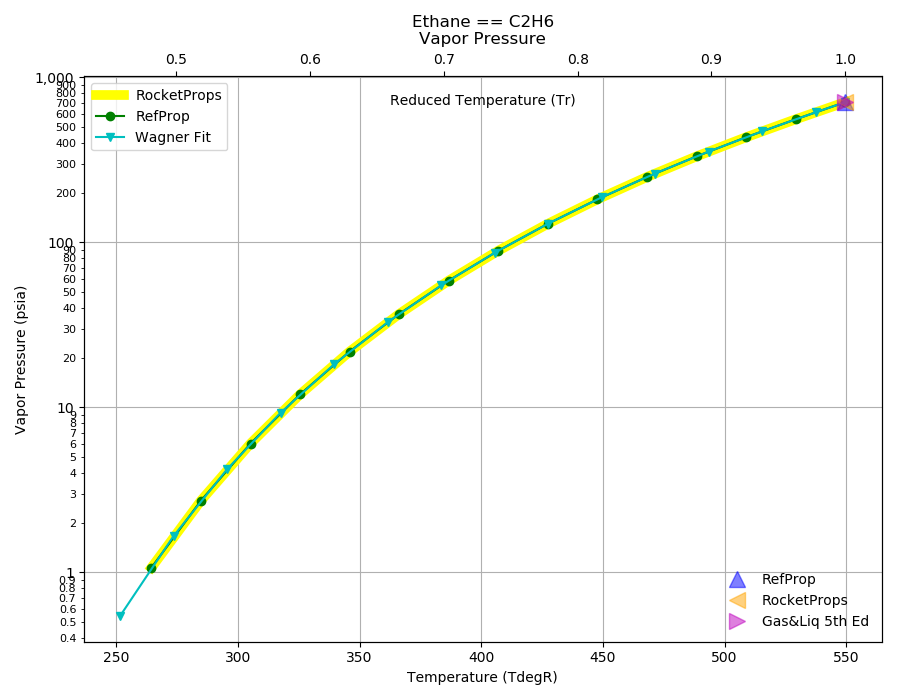 Ethane == C2H6
Vapor Pressure
0.5 0.6 0.7 0.8 0.9 1.0
Reduced Temperature (Tr)
RocketProps
RefProp
Wagner Fit
1,000
900
800
700
600
500
400
300
200
100
90
80
70
60
50
40
30
20
10
9
8
7
6
5
4
3
2
1
0.9
0.8
0.7
0.6
0.5
0.4
Vapor Pressure (psia)
RefProp
RocketProps
Gas&Liq 5th Ed
250 300 350 400 450 500 550
Temperature (TdegR)